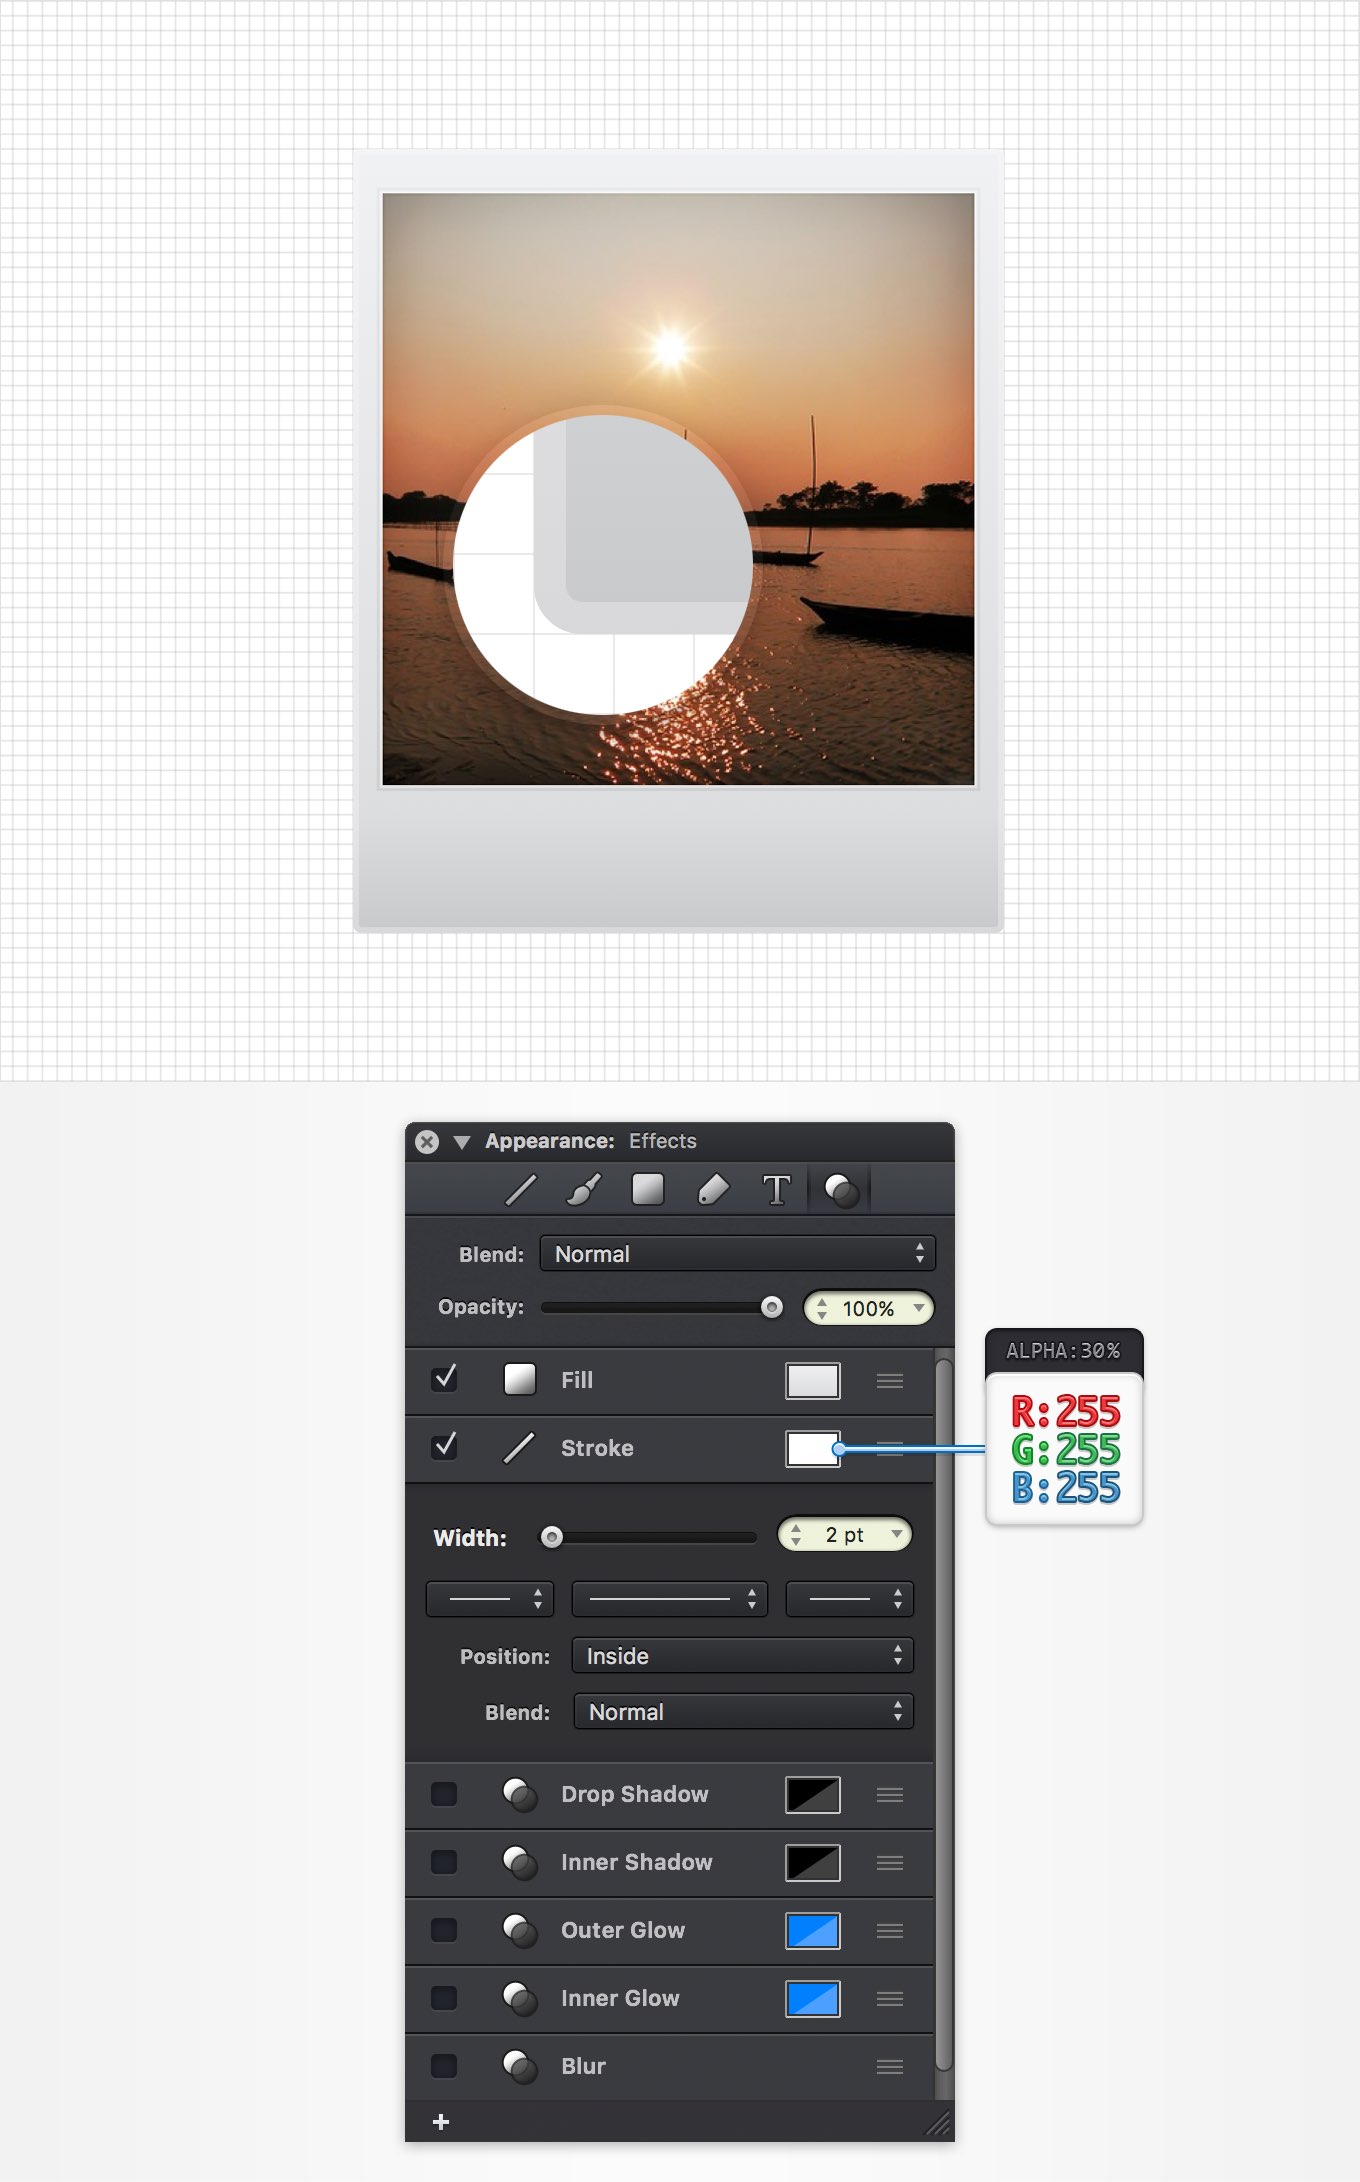 Appearance: Effects
T
Blend: Normal
Opacity: 100%
ALPHA:30%
Fill
R:255
Stroke
G:255
B:255
Width: 2 pt
Position: Inside
Blend: Normal
Drop Shadow
Inner Shadow
Outer Glow
Inner Glow
Blur
+